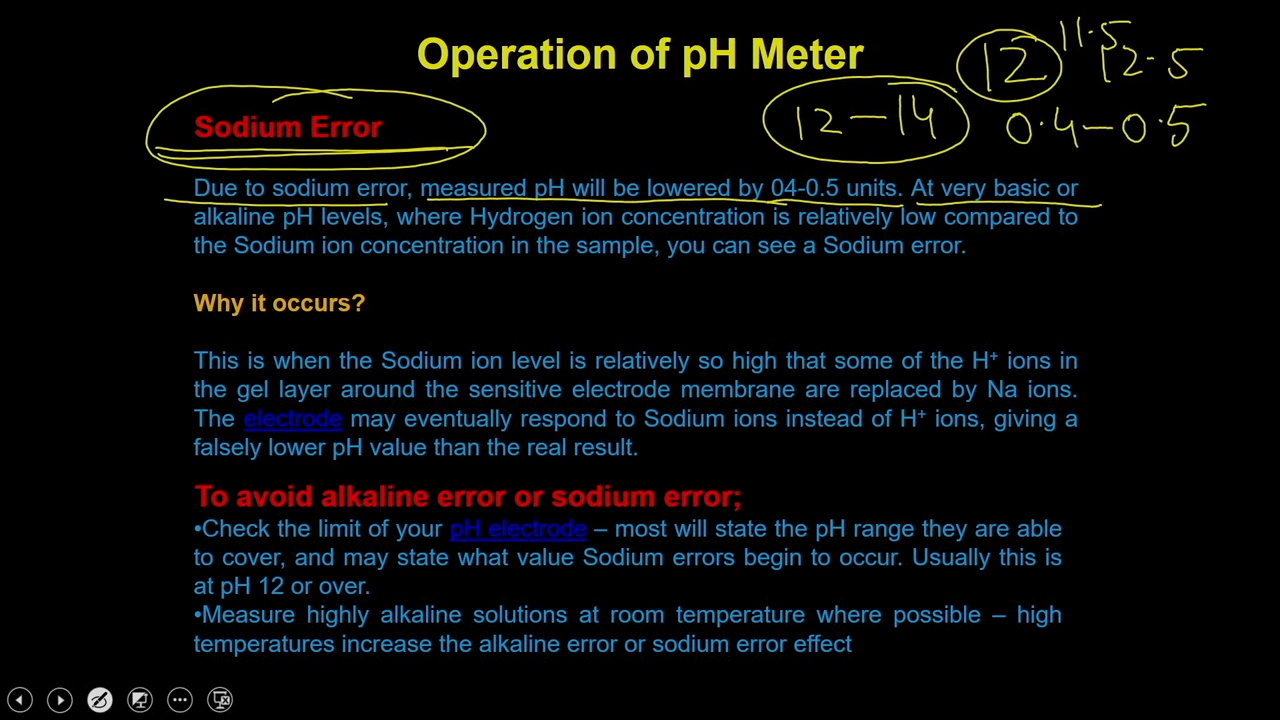 Operation of pH Meter
12 11.5
12.5
Sodium Error
12-14 0.4-0.5
Due to sodium error, measured pH will be lowered by 04-0.5 units. At very basic or
alkaline pH levels, where Hydrogen ion concentration is relatively low compared to
the Sodium ion concentration in the sample, you can see a Sodium error.
Why it occurs?
This is when the Sodium ion level is relatively so high that some of the H⁺ ions in
the gel layer around the sensitive electrode membrane are replaced by Na ions.
The electrode may eventually respond to Sodium ions instead of H⁺ ions, giving a
falsely lower pH value than the real result.
To avoid alkaline error or sodium error;
•Check the limit of your pH electrode – most will state the pH range they are able
to cover, and may state what value Sodium errors begin to occur. Usually this is
at pH 12 or over.
•Measure highly alkaline solutions at room temperature where possible – high
temperatures increase the alkaline error or sodium error effect